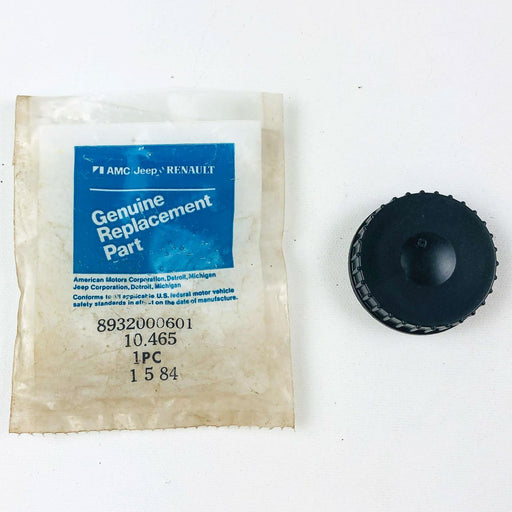 AMC Jeep RENAULT
Genuine
Replacement
Part
American Motors Corporation, Detroit, Michigan
Jeep Corporation, Detroit, Michigan
Conforms to all applicable U.S. federal motor vehicle
safety standards in effect on the date of manufacture.
8932000601
10.465
1PC
1 5 84